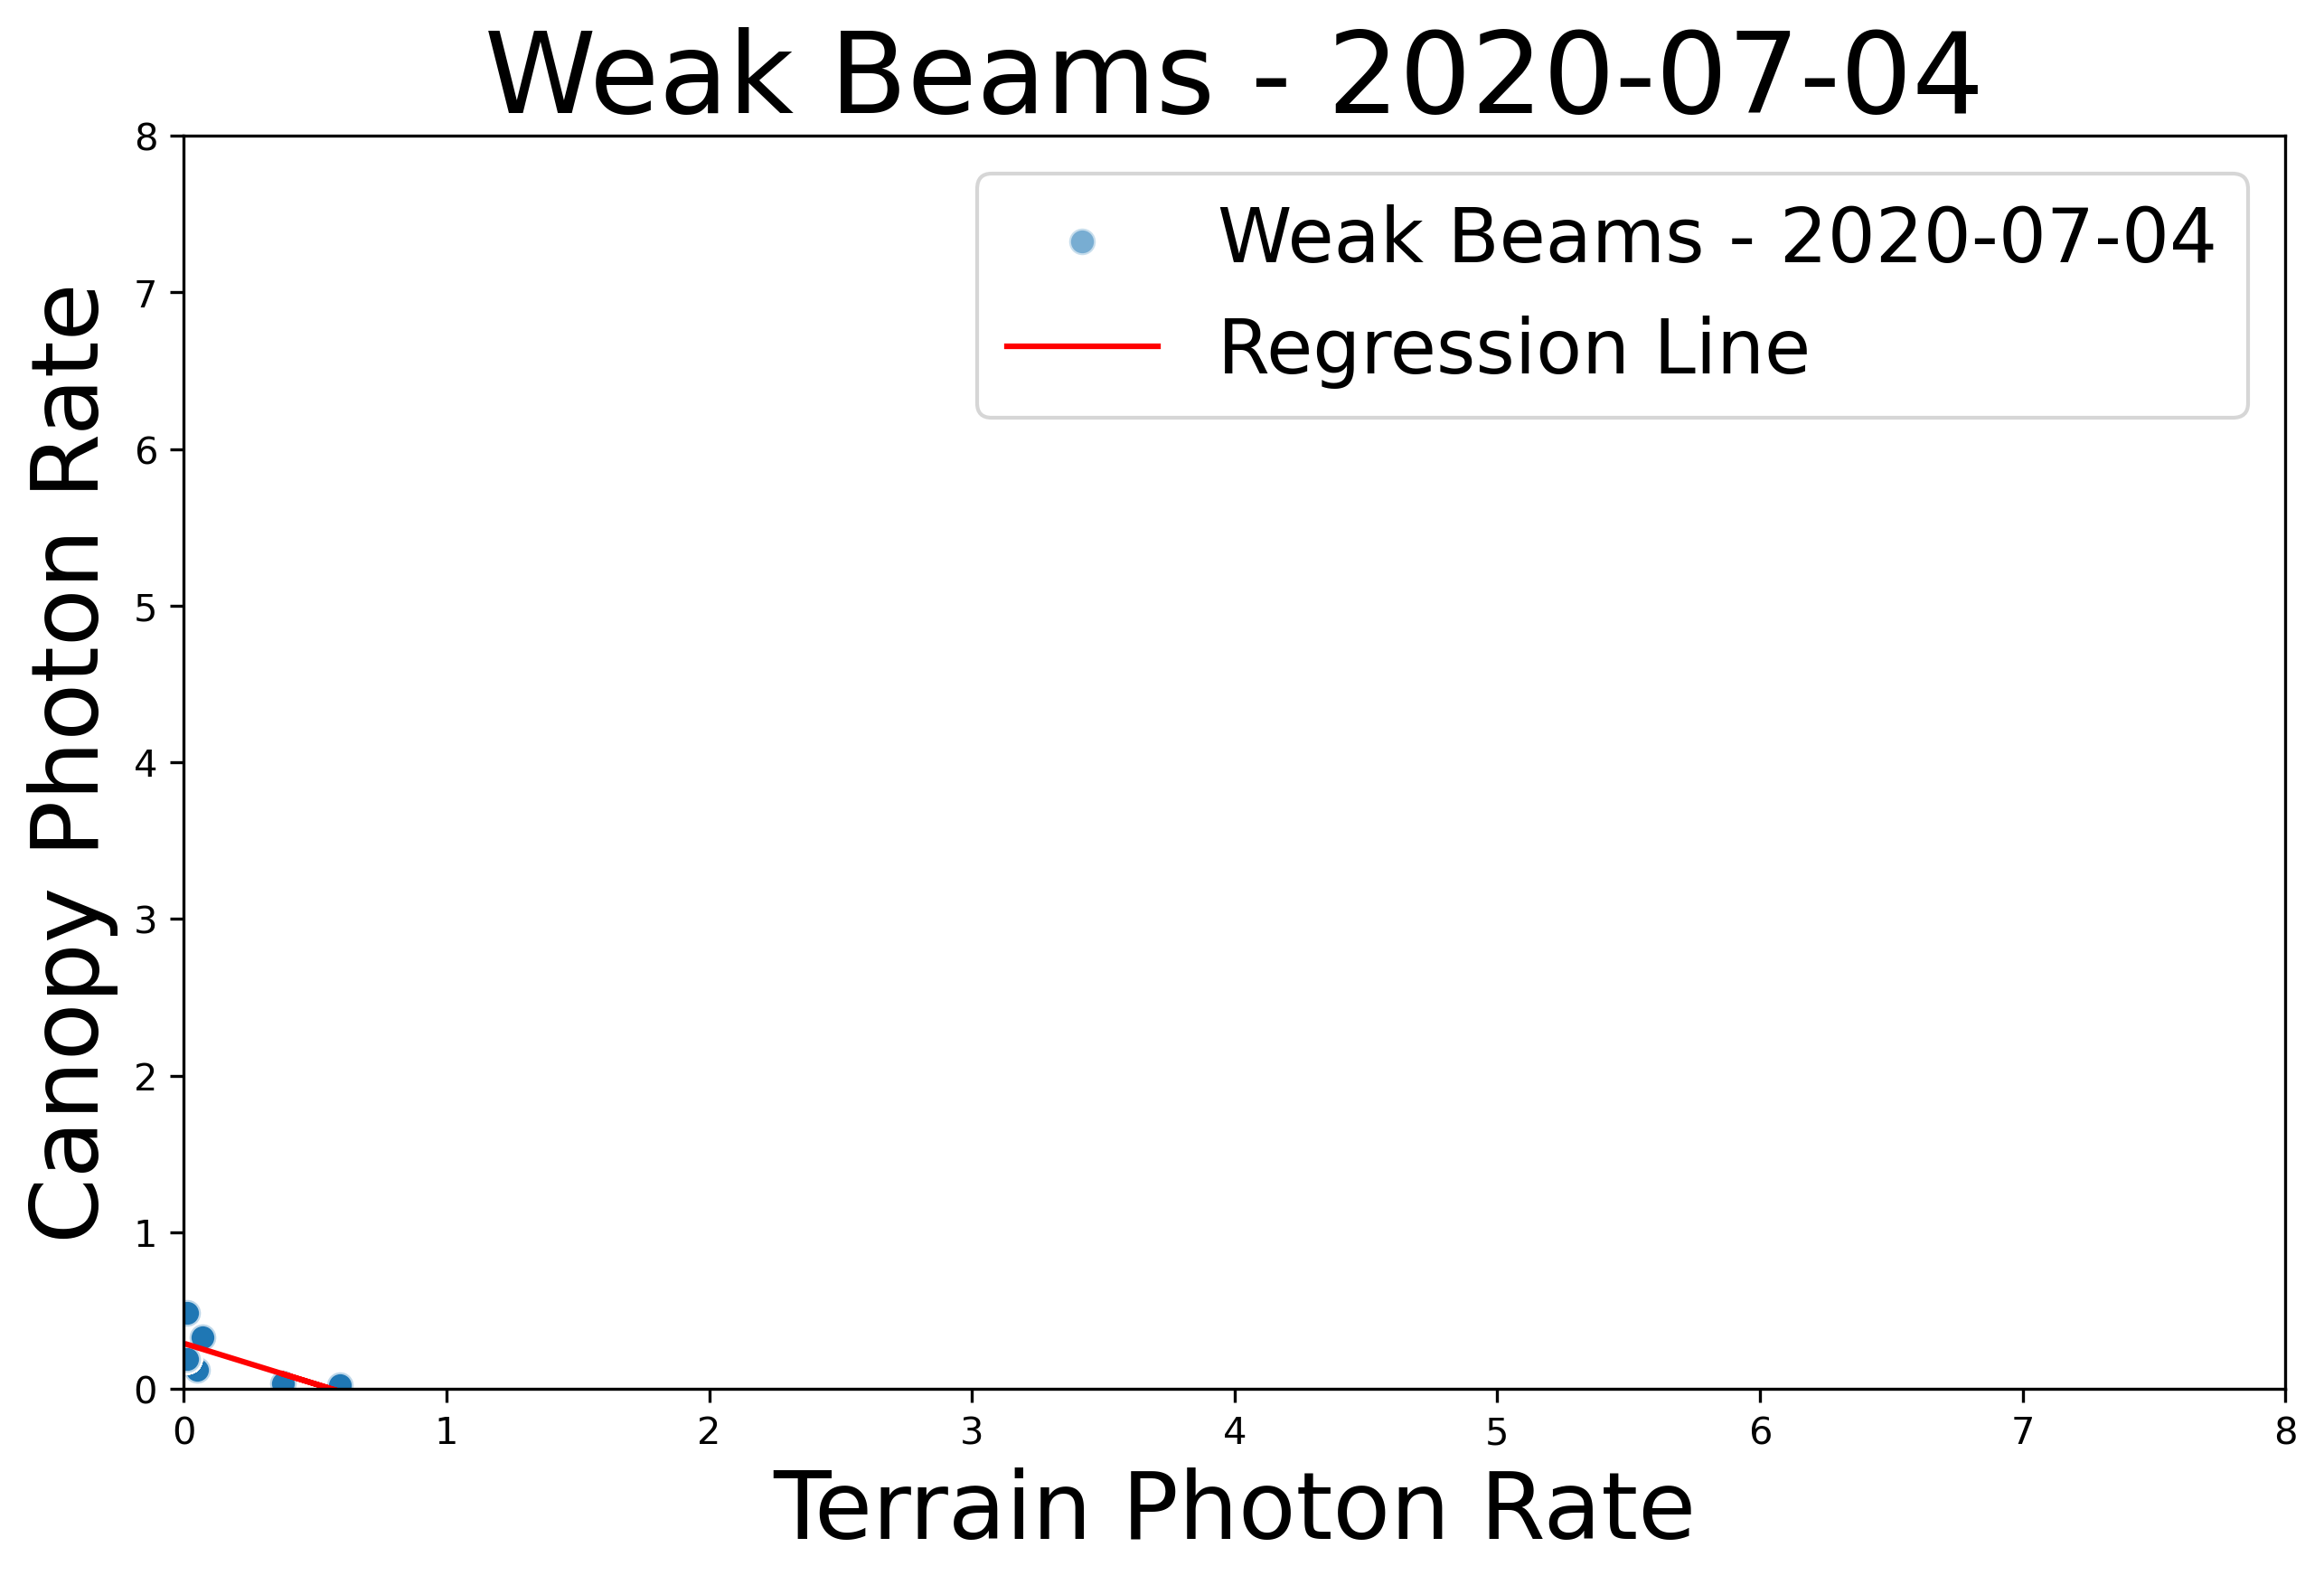 Weak Beams - 2020-07-04
Weak Beams - 2020-07-04
Regression Line
Canopy Photon Rate
8
7
6
5
4
3
2
1
0
0 1 2 3 4 5 6 7 8
Terrain Photon Rate